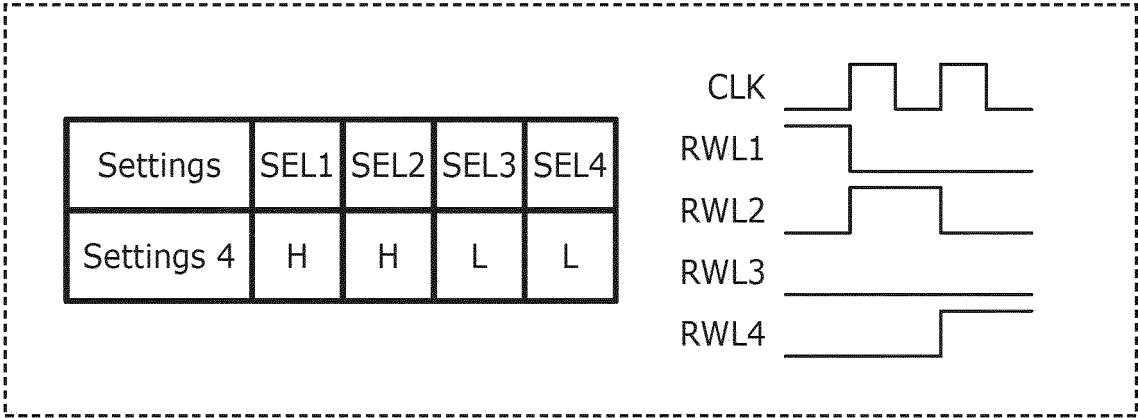 Settings SEL1 SEL2 SEL3 SEL4
Settings 4 H H L L
CLK
RWL1
RWL2
RWL3
RWL4